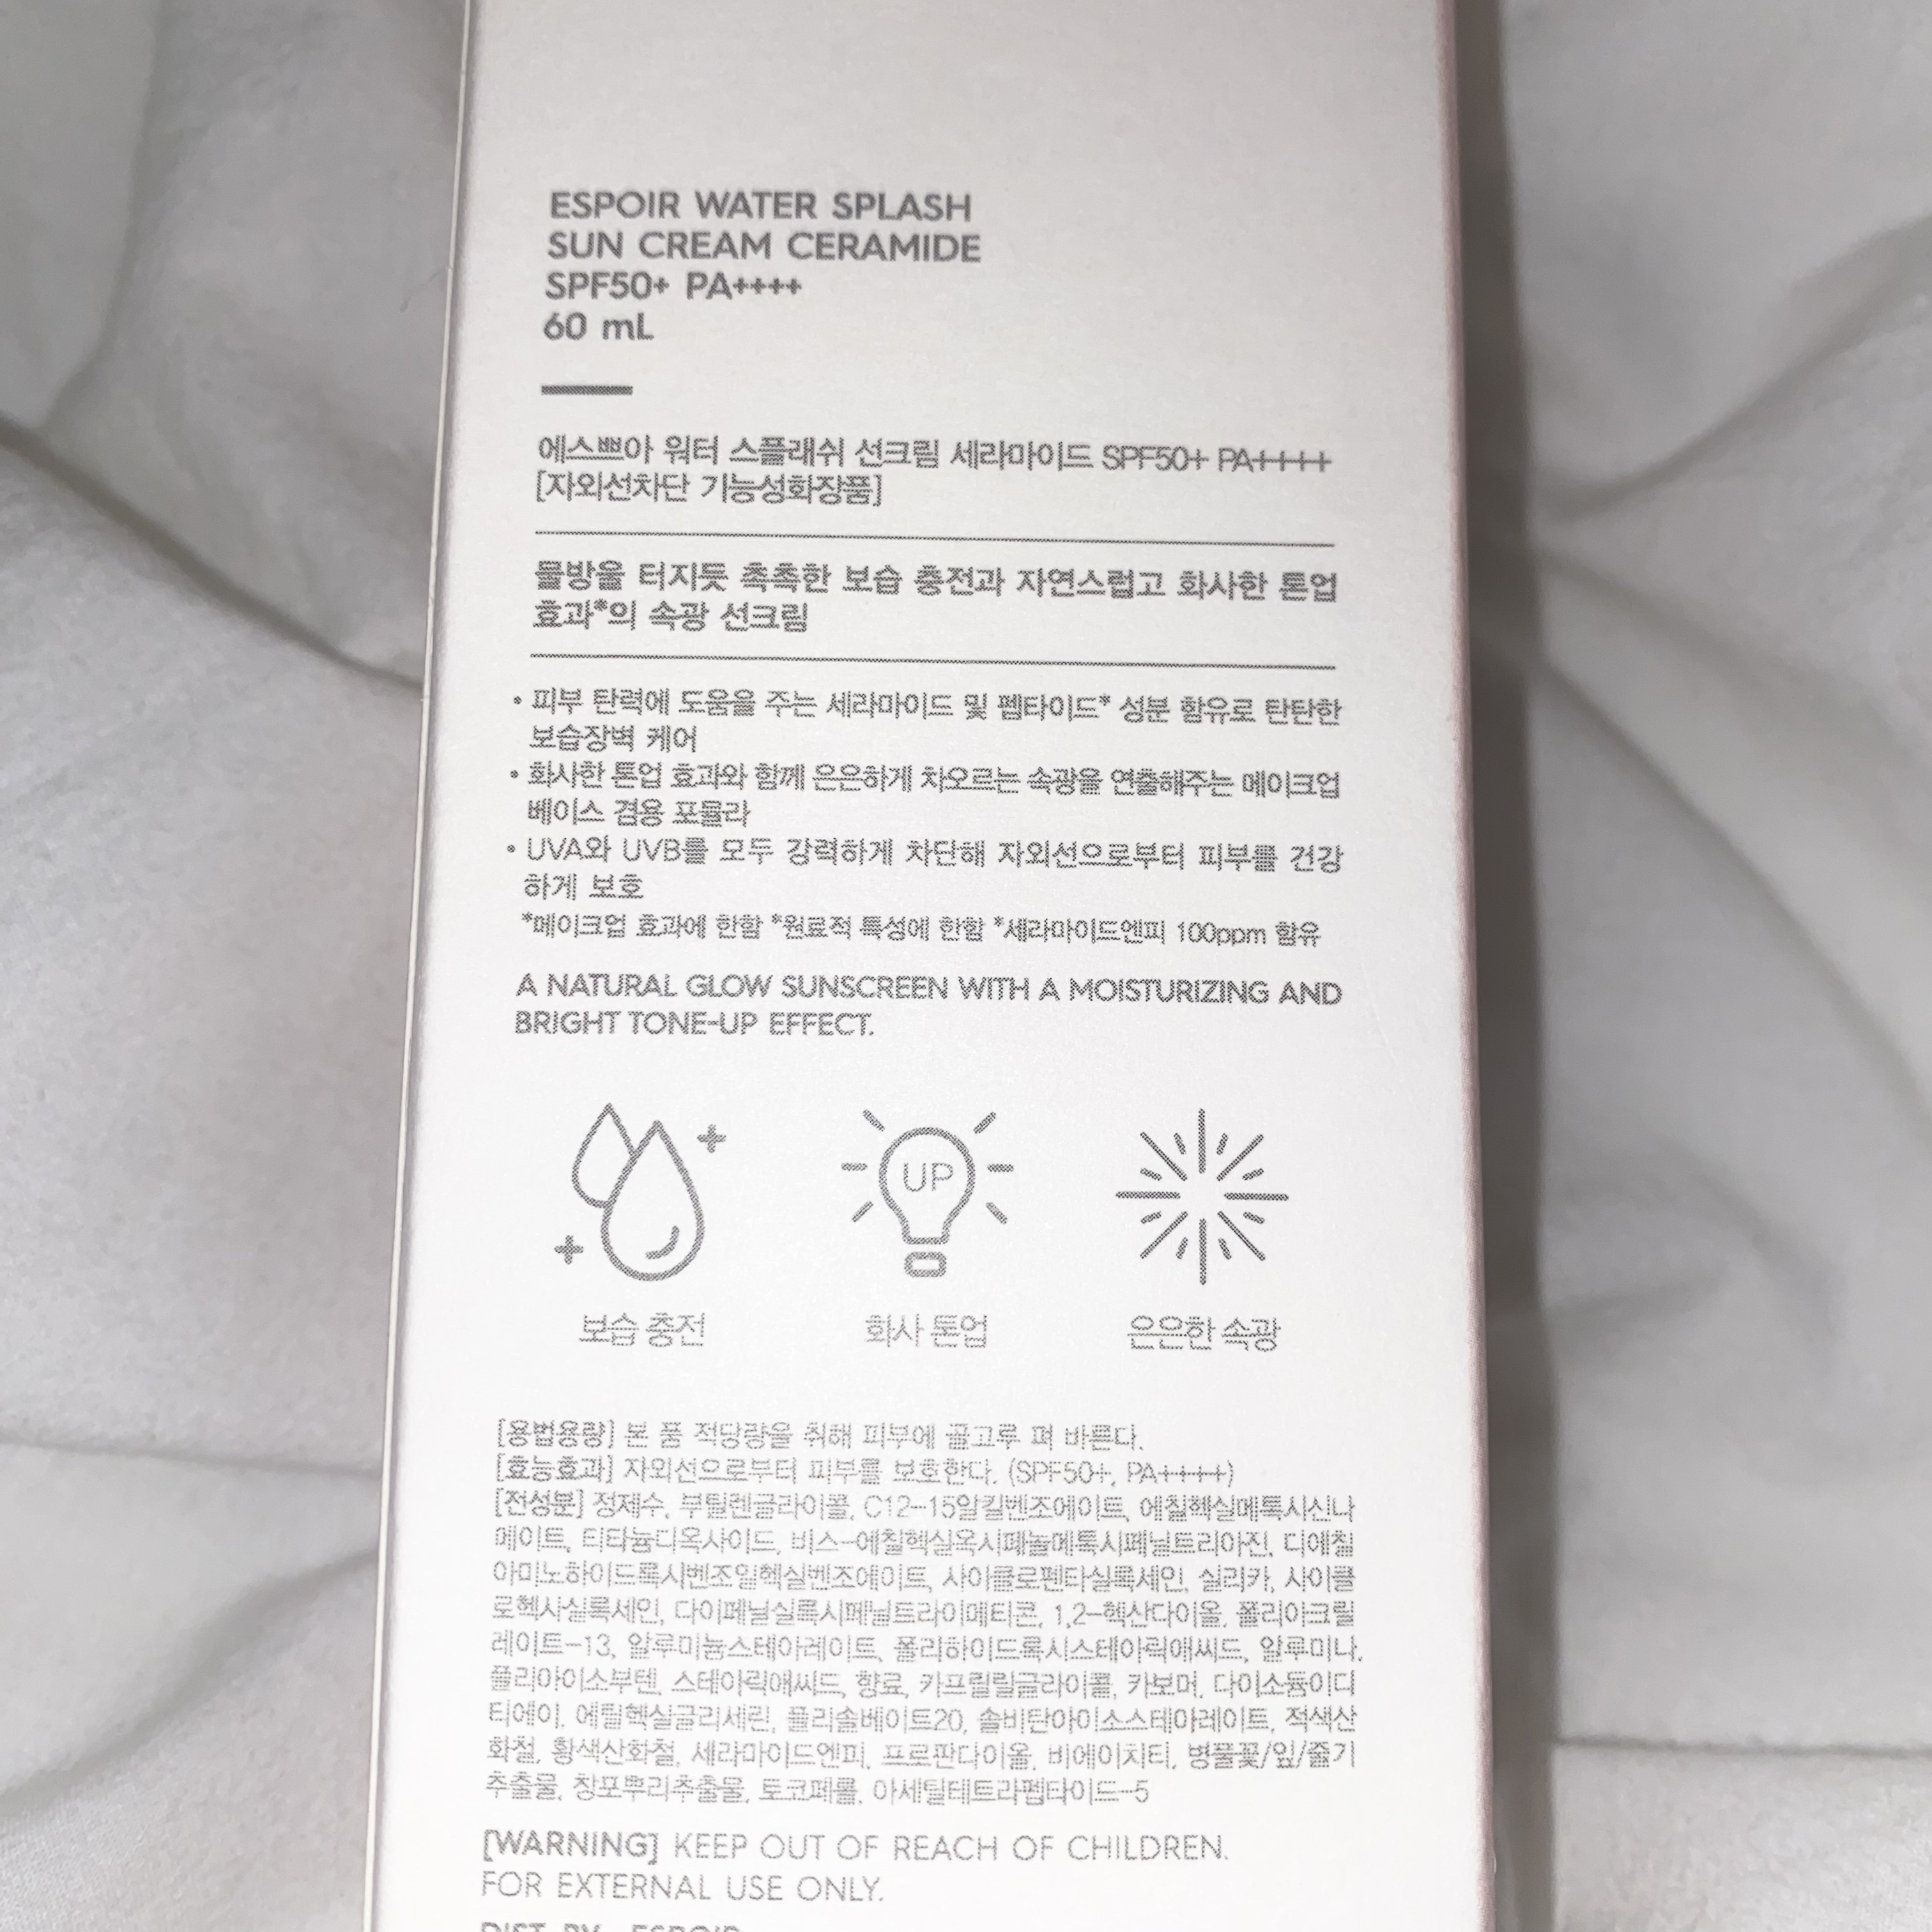 ESPOIR WATER SPLASH
SUN CREAM CERAMIDE
SPF50+ PA++++
60 mL
에스쁘아 워터 스플래쉬 선크림 세라마이드 SPF50+ PA++++
[자외선차단 기능성화장품]
물방울 터지듯 촉촉한 보습 충전과 자연스럽고 화사한 톤업
효과*의 속광 선크림
• 피부 탄력에 도움을 주는 세라마이드 및 펩타이드* 성분 함유로 탄탄한
보습장벽 케어
• 화사한 톤업 효과와 함께 은은하게 차오르는 속광을 연출해주는 메이크업
베이스 겸용 포뮬라
• UVA와 UVB를 모두 강력하게 차단해 자외선으로부터 피부를 건강
하게 보호
*메이크업 효과에 한함 *원료적 특성에 한함 *세라마이드엔피 100ppm 함유
A NATURAL GLOW SUNSCREEN WITH A MOISTURIZING AND
BRIGHT TONE-UP EFFECT.
UP
보습 충전
화사 톤업
은은한 속광
[용법용량] 본 품 적당량을 취해 피부에 골고루 펴 바른다.
[효능효과] 자외선으로부터 피부를 보호한다. (SPF50+, PA++++)
[전성분] 정제수, 부틸렌글라이콜, C12-15알킬벤조에이트, 에칠헥실메톡시신나
메이트, 티타늄디옥사이드, 비스-에칠헥실옥시페놀메톡시페닐트리아진, 디에칠
아미노하이드록시벤조일헥실벤조에이트, 사이클로펜타실록세인, 실리카, 사이클
로헥사실록세인, 다이페닐실록시페닐트라이메티콘, 1,2-헥산다이올, 폴리아크릴
레이트-13, 알루미늄스테아레이트, 폴리하이드록시스테아릭애씨드, 알루미나,
폴리아이소부텐, 스테아릭애씨드, 향료, 카프릴릴글라이콜, 카보머, 다이소듐이디
티에이, 에틸헥실글리세린, 폴리솔베이트20, 솔비탄아이소스테아레이트, 적색산
화철, 황색산화철, 세라마이드엔피, 프로판다이올, 비에이치티, 병풀꽃/잎/줄기
추출물, 창포뿌리추출물, 토코페롤, 아세틸테트라펩타이드-5
[WARNING] KEEP OUT OF REACH OF CHILDREN.
FOR EXTERNAL USE ONLY.
DIST. BY. ESPOIR